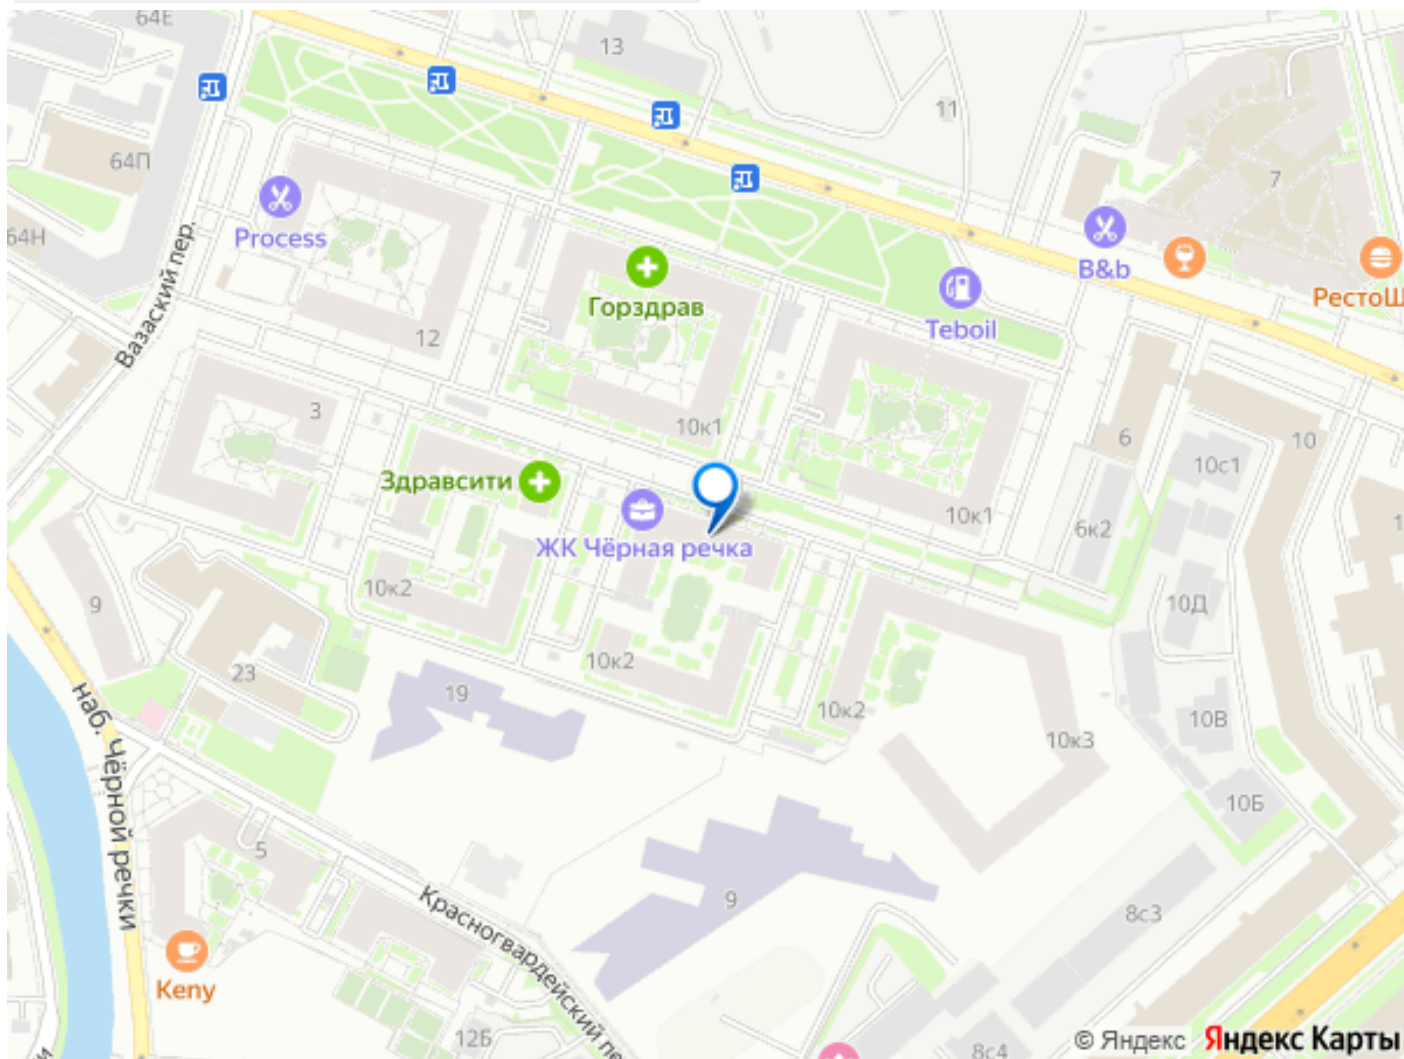 64Е
13
11
64П
7
64Н
Process
B&b
РестоШ
Горздрав
Teboil
Вазаский пер.
12
3
10к1
6
10
10с1
Здравсити
10к1
6к2
ЖК Чёрная речка
10к2
9
10Д
10к2
23
19
10к2
10В
10к3
наб. Чёрной речки
10Б
5
Красногвардейский пе
9
8с3
Keny
12Б
8с4
© Яндекс Яндекс Карты